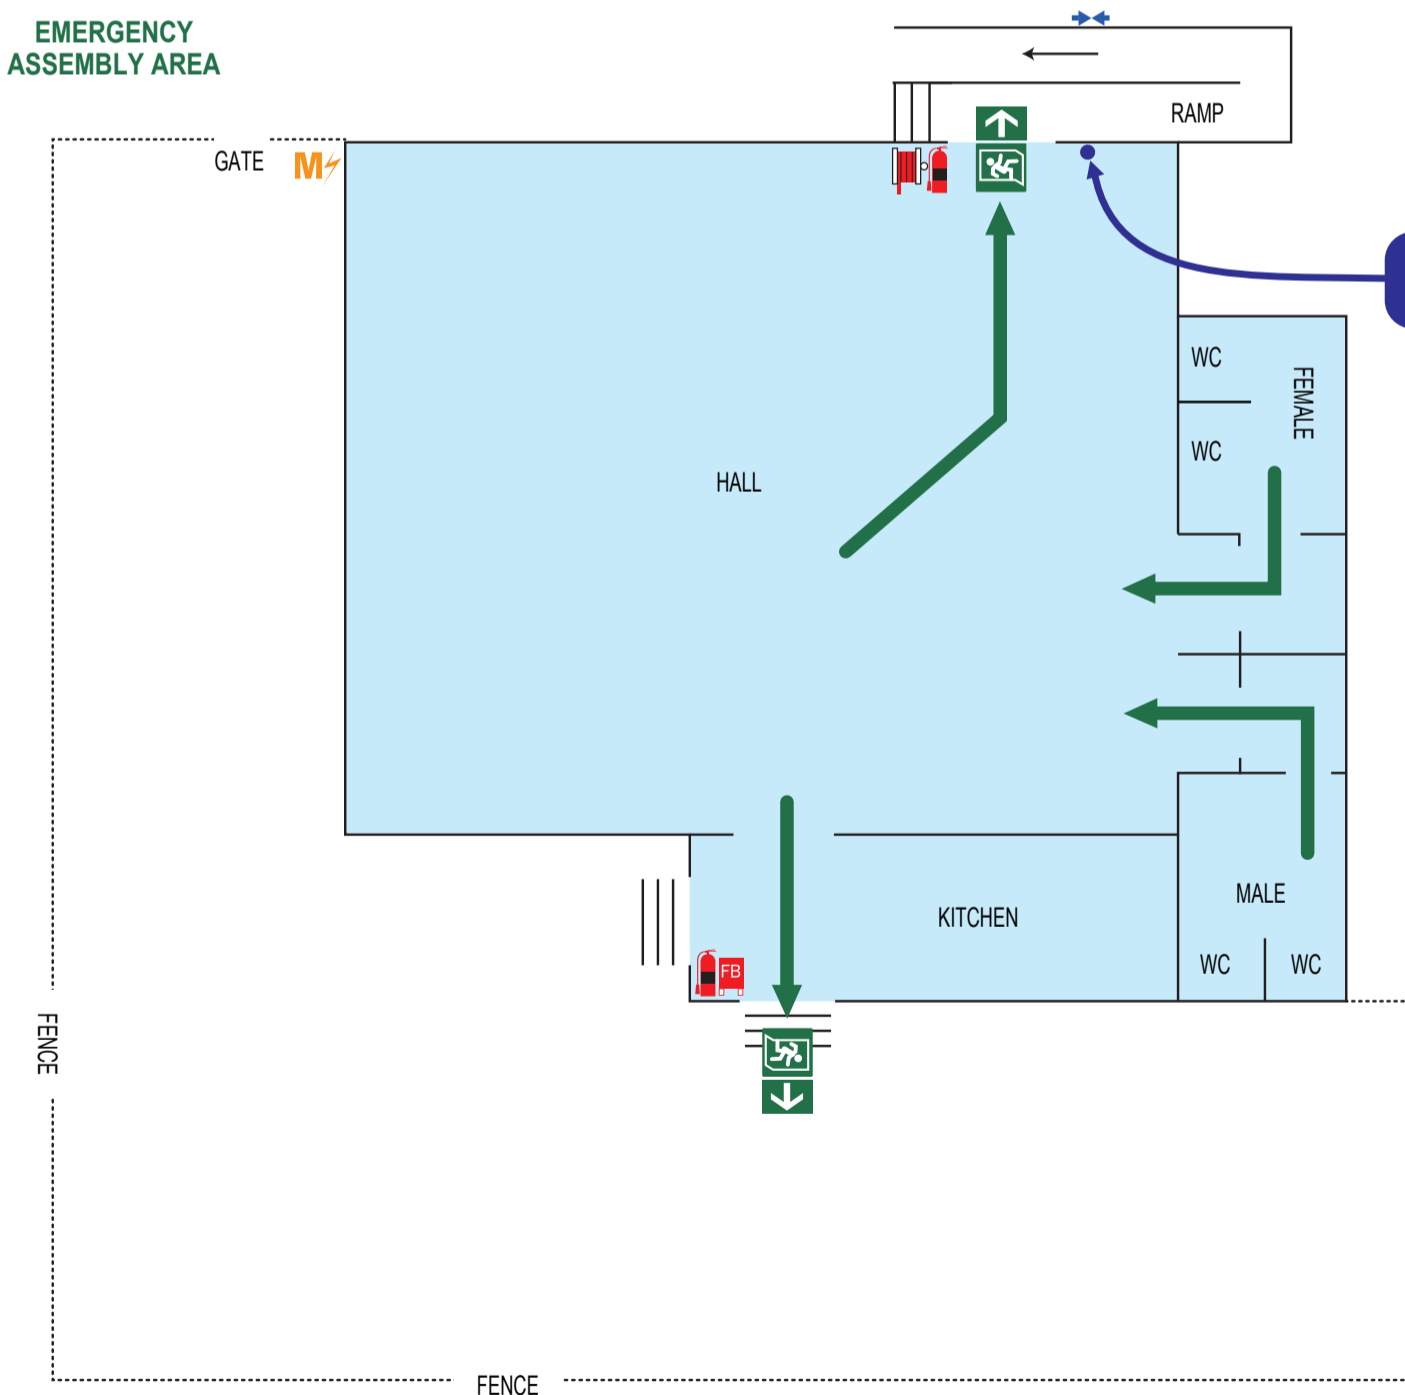 EMERGENCY
ASSEMBLY AREA
RAMP
GATE
M
WC
FEMALE
WC
HALL
MALE
KITCHEN
WC
WC
FB
FENCE
FENCE